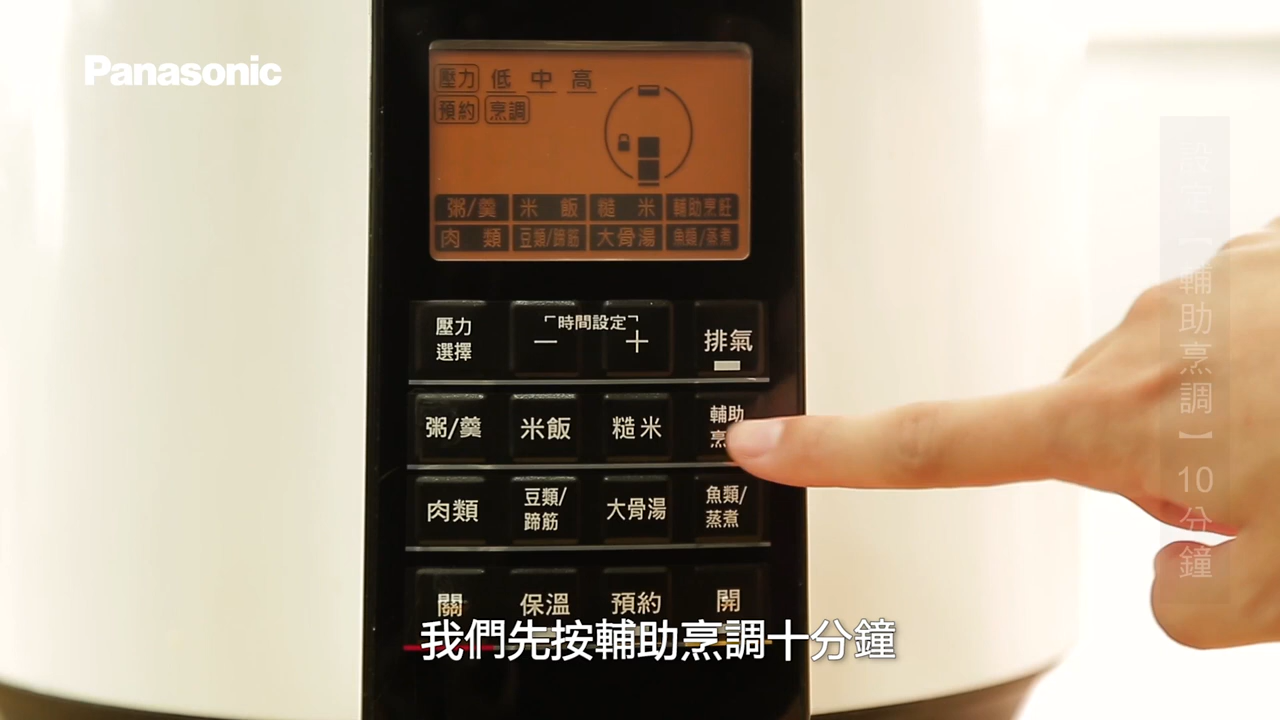 Panasonic
壓力 低 中 高
預約 烹調
粥/羹 米飯 糙米 輔助烹飪
肉類 豆類/蹄筋 大骨湯 魚類/蒸煮
壓力
選擇
時間設定
－ ＋
排氣
粥/羹 米飯 糙米 輔助
烹
肉類 豆類/
蹄筋
大骨湯 魚類/
蒸煮
關 保溫 預約 開
設定【輔助烹調】10分鐘
我們先按輔助烹調十分鐘